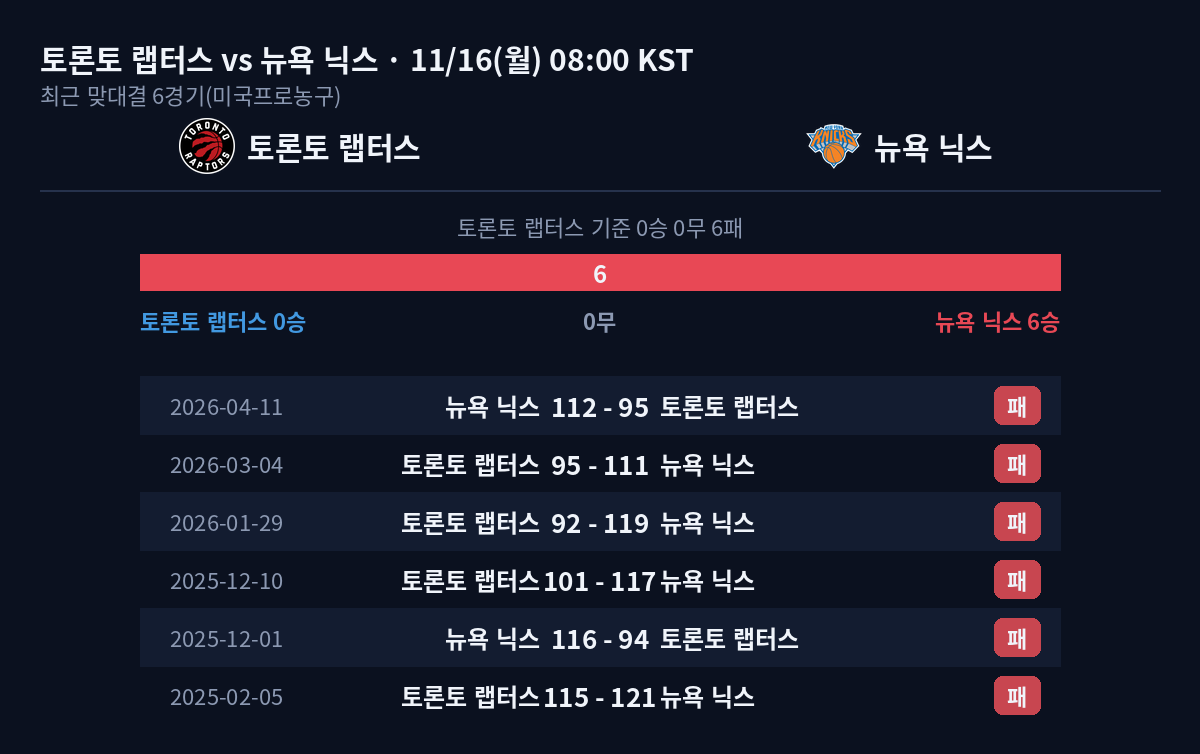 토론토 랩터스 vs 뉴욕 닉스 · 11/16(월) 08:00 KST
최근 맞대결 6경기(미국프로농구)
TORONTO RAPTORS 토론토 랩터스
NEW YORK KNICKS 뉴욕 닉스
토론토 랩터스 기준 0승 0무 6패
6
토론토 랩터스 0승 0무 뉴욕 닉스 6승
2026-04-11 뉴욕 닉스 112 - 95 토론토 랩터스 패
2026-03-04 토론토 랩터스 95 - 111 뉴욕 닉스 패
2026-01-29 토론토 랩터스 92 - 119 뉴욕 닉스 패
2025-12-10 토론토 랩터스 101 - 117 뉴욕 닉스 패
2025-12-01 뉴욕 닉스 116 - 94 토론토 랩터스 패
2025-02-05 토론토 랩터스 115 - 121 뉴욕 닉스 패